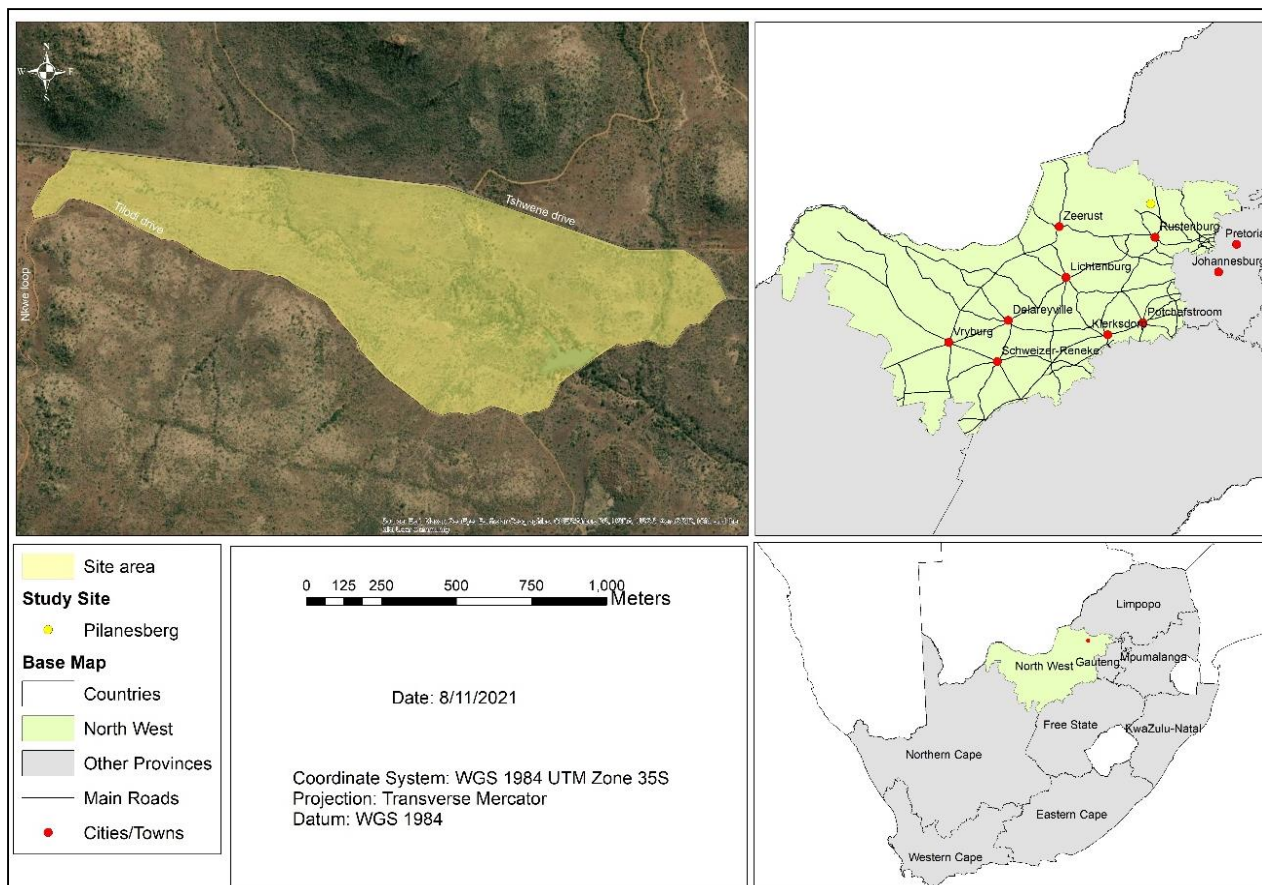 N
W E
S
Tshwene drive
Tilodi drive
Nkwe loop
Zeerust
Rustenburg
Pretoria
Johannesburg
Lichtenburg
Delareyville
Klerksdorp
Potchefstroom
Vryburg
Schweizer-Reneke
Site area
Study Site
Pilanesberg
Base Map
Countries
North West
Other Provinces
Main Roads
Cities/Towns
0 125 250 500 750 1,000
Meters
Date: 8/11/2021
Coordinate System: WGS 1984 UTM Zone 35S
Projection: Transverse Mercator
Datum: WGS 1984
Limpopo
North West
Gauteng
Mpumalanga
Free State
KwaZulu-Natal
Northern Cape
Eastern Cape
Western Cape